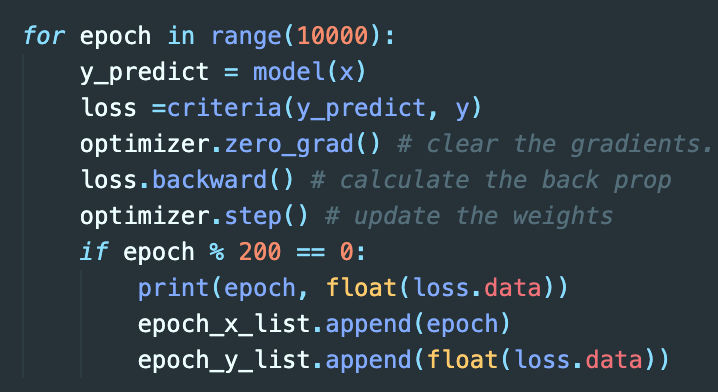 for epoch in range(10000):
    y_predict = model(x)
    loss =criteria(y_predict, y)
    optimizer.zero_grad() # clear the gradients.
    loss.backward() # calculate the back prop
    optimizer.step() # update the weights
    if epoch % 200 == 0:
        print(epoch, float(loss.data))
        epoch_x_list.append(epoch)
        epoch_y_list.append(float(loss.data))